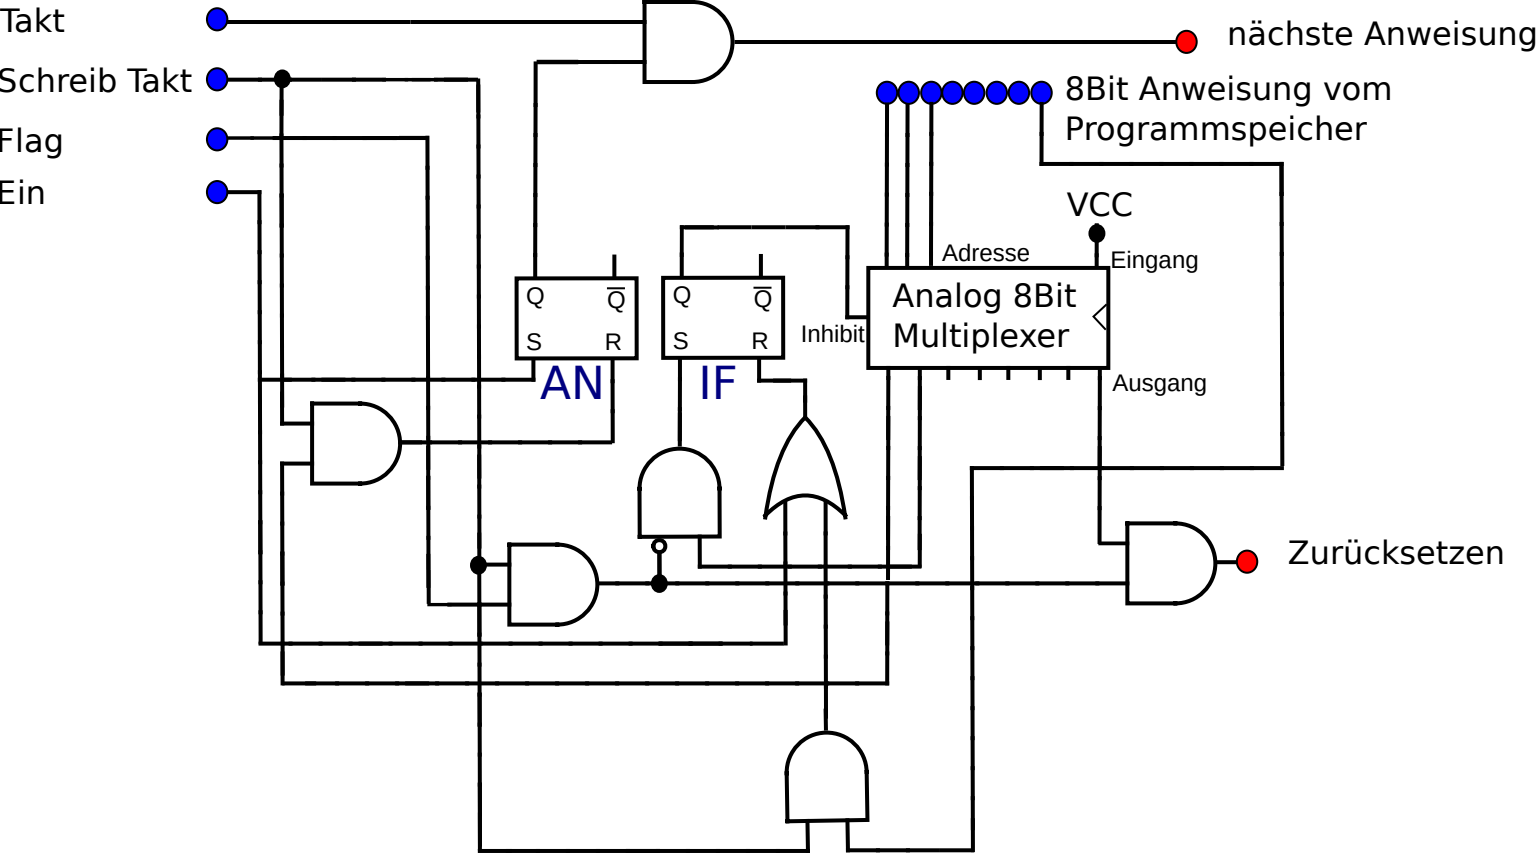 Takt
nächste Anweisung
Schreib Takt
8Bit Anweisung vom
Programmspeicher
Flag
Ein
VCC
Adresse
Eingang
Q
Q̅
S
R
AN
Q
Q̅
S
R
IF
Inhibit
Analog 8Bit
Multiplexer
Ausgang
Zurücksetzen